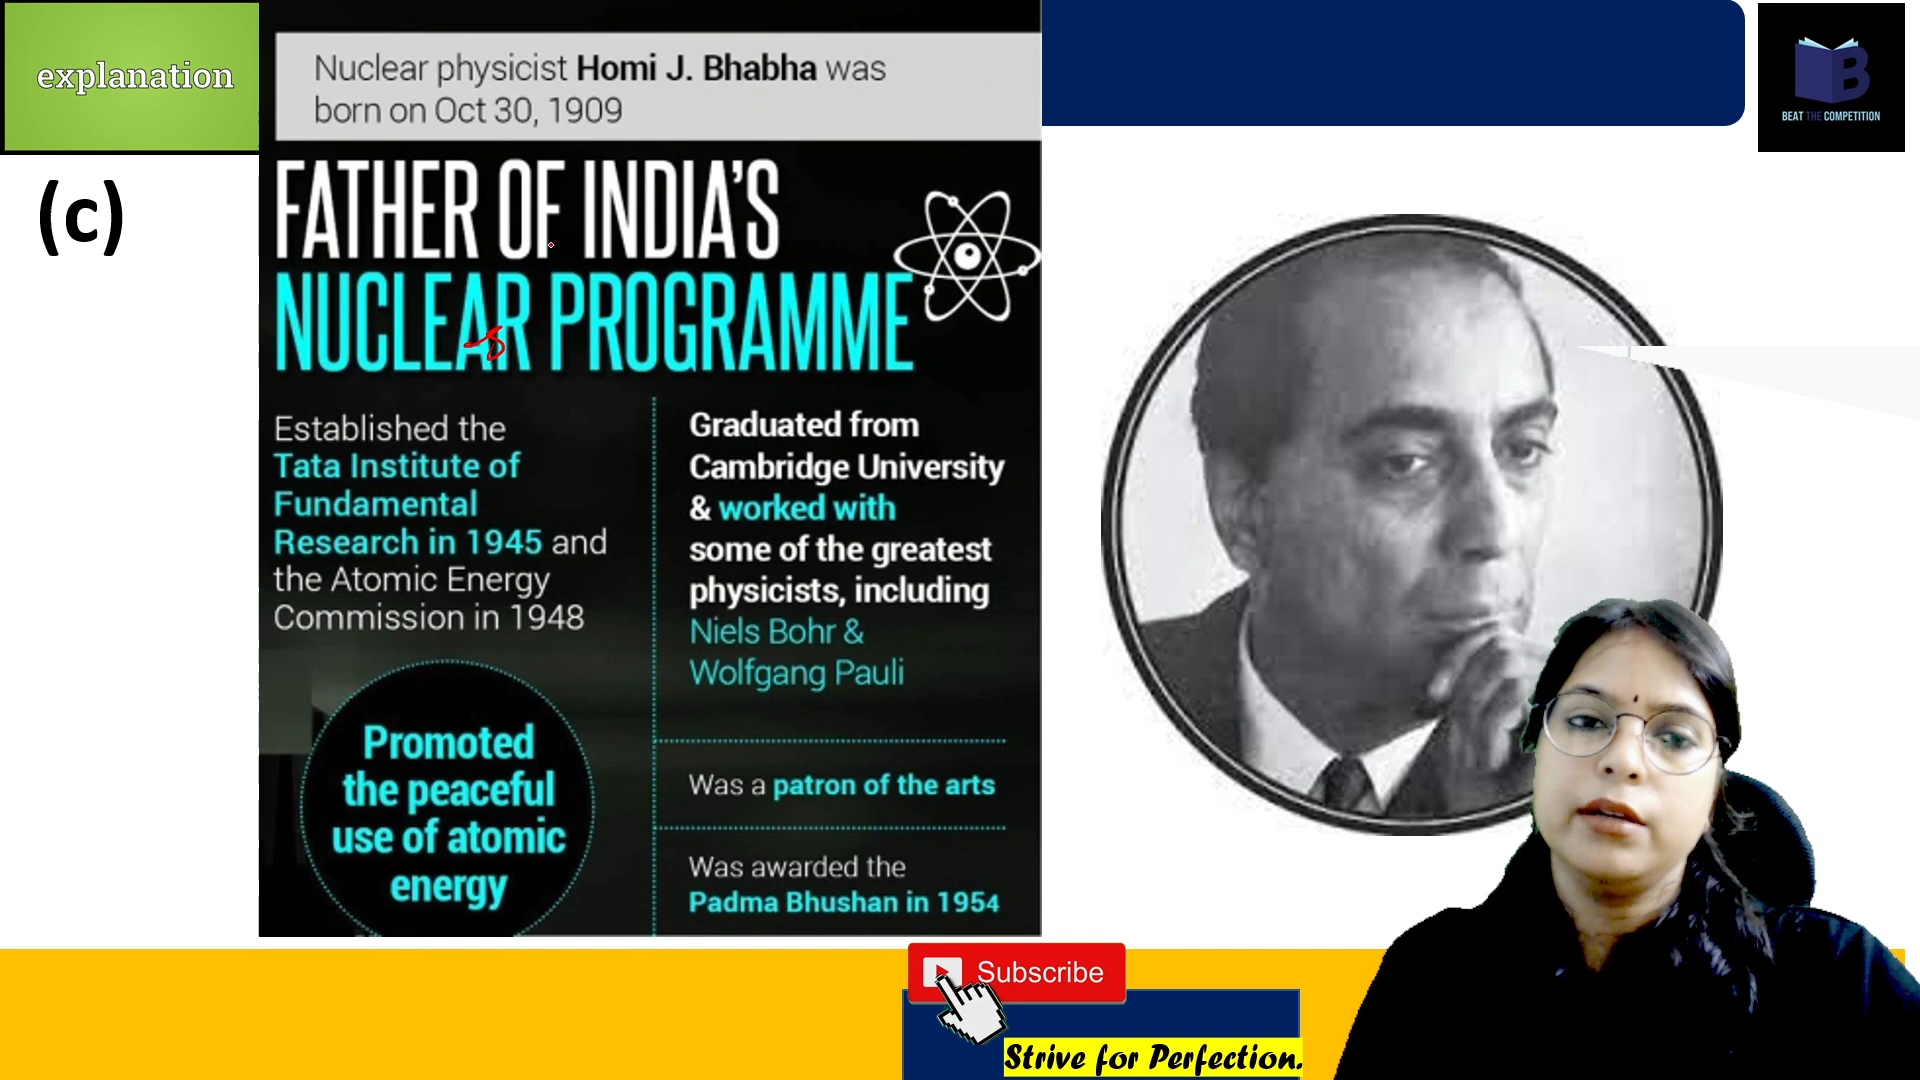 explanation
(c)
Nuclear physicist Homi J. Bhabha was
born on Oct 30, 1909
FATHER OF INDIA'S
NUCLEAR PROGRAMME
Established the
Tata Institute of
Fundamental
Research in 1945 and
the Atomic Energy
Commission in 1948
Promoted
the peaceful
use of atomic
energy
Graduated from
Cambridge University
& worked with
some of the greatest
physicists, including
Niels Bohr &
Wolfgang Pauli
Was a patron of the arts
Was awarded the
Padma Bhushan in 1954
B
BEAT THE COMPETITION
Subscribe
Strive for Perfection.